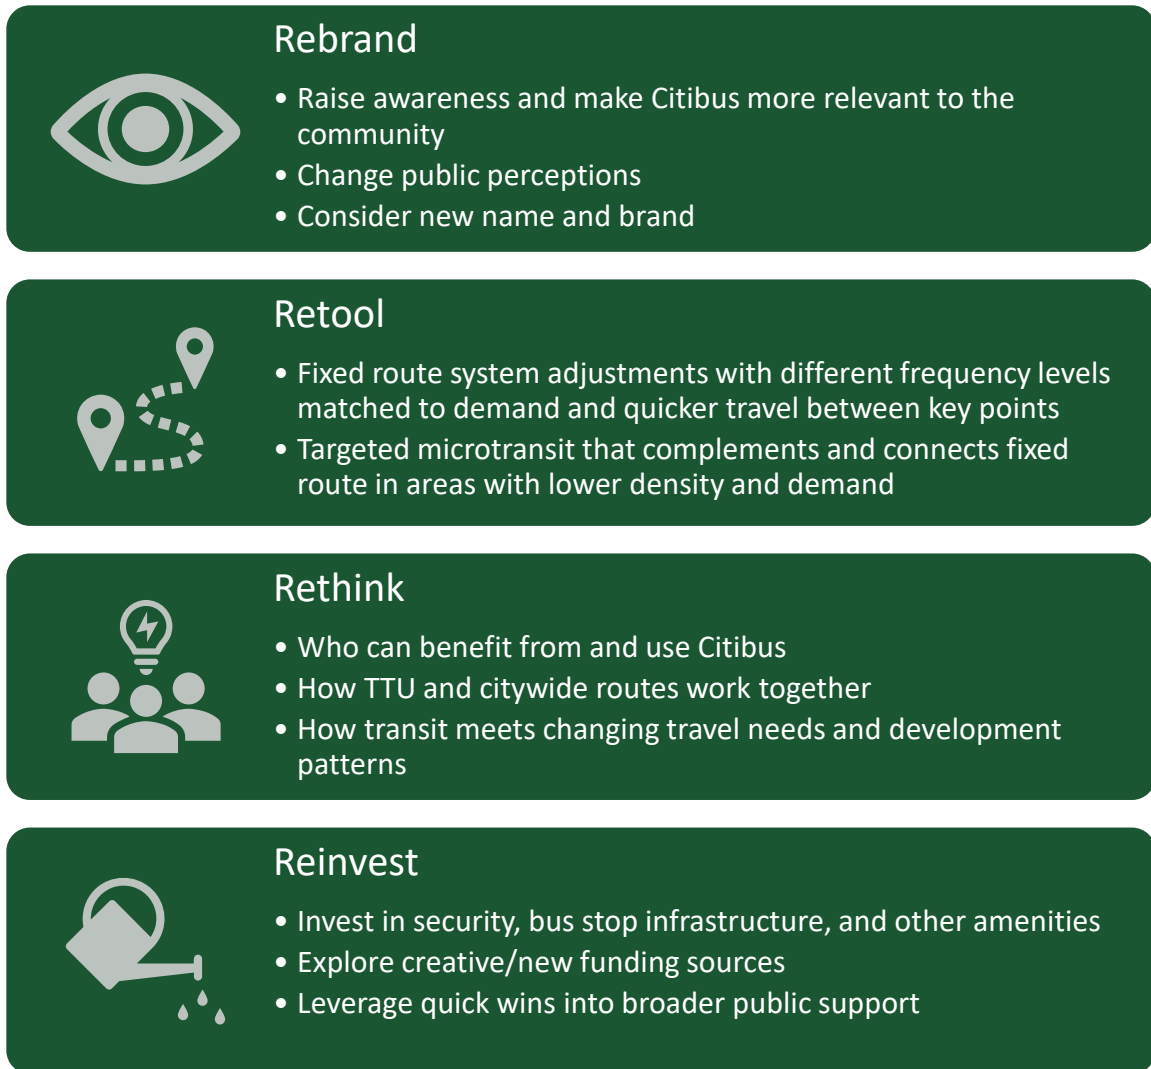 Rebrand
• Raise awareness and make Citibus more relevant to the
community
• Change public perceptions
• Consider new name and brand
Retool
• Fixed route system adjustments with different frequency levels
matched to demand and quicker travel between key points
• Targeted microtransit that complements and connects fixed
route in areas with lower density and demand
Rethink
• Who can benefit from and use Citibus
• How TTU and citywide routes work together
• How transit meets changing travel needs and development
patterns
Reinvest
• Invest in security, bus stop infrastructure, and other amenities
• Explore creative/new funding sources
• Leverage quick wins into broader public support